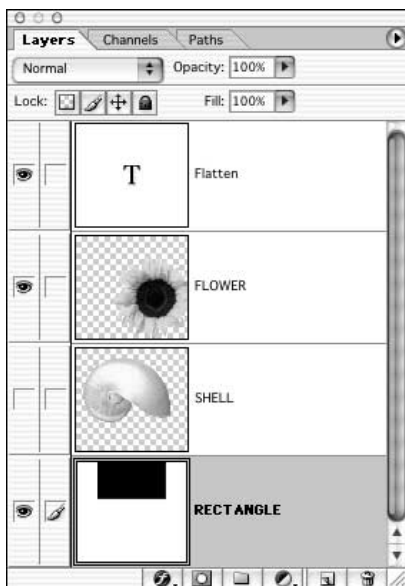 Layers Channels Paths
Normal Opacity: 100%
Lock: Fill: 100%
T Flatten
FLOWER
SHELL
RECTANGLE